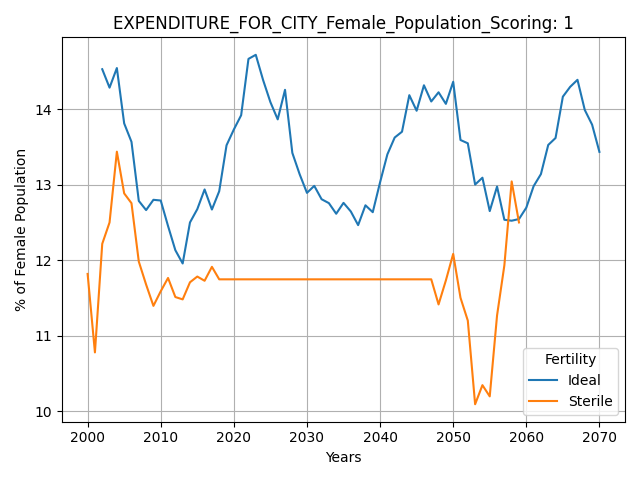 EXPENDITURE_FOR_CITY_Female_Population_Scoring: 1
% of Female Population
14
13
12
11
10
Fertility
Ideal
Sterile
2000 2010 2020 2030 2040 2050 2060 2070
Years